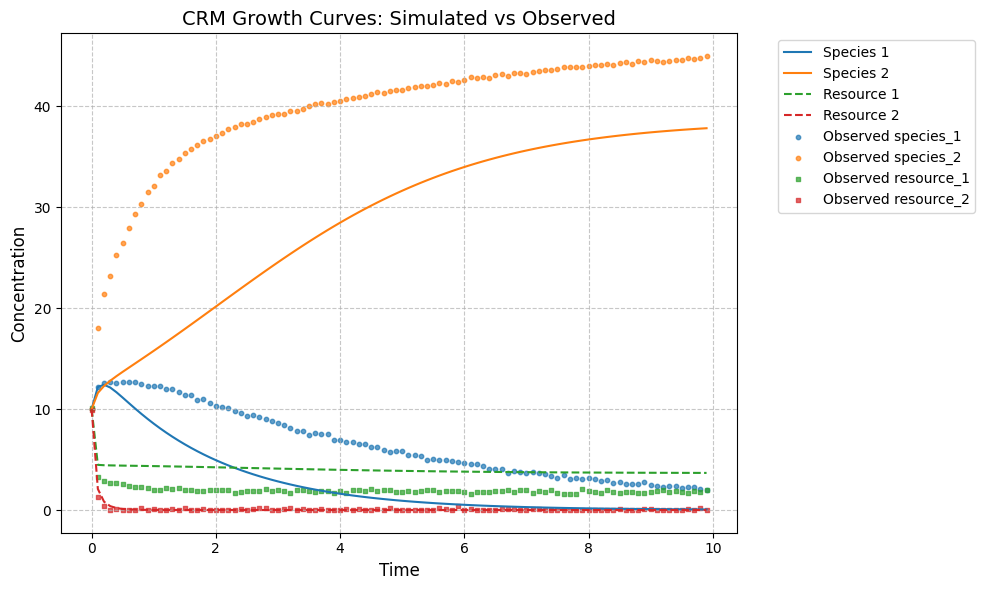 CRM Growth Curves: Simulated vs Observed
Species 1
Species 2
Resource 1
Resource 2
Observed species_1
Observed species_2
Observed resource_1
Observed resource_2
Concentration
40
30
20
10
0
0
2
4
6
8
10
Time